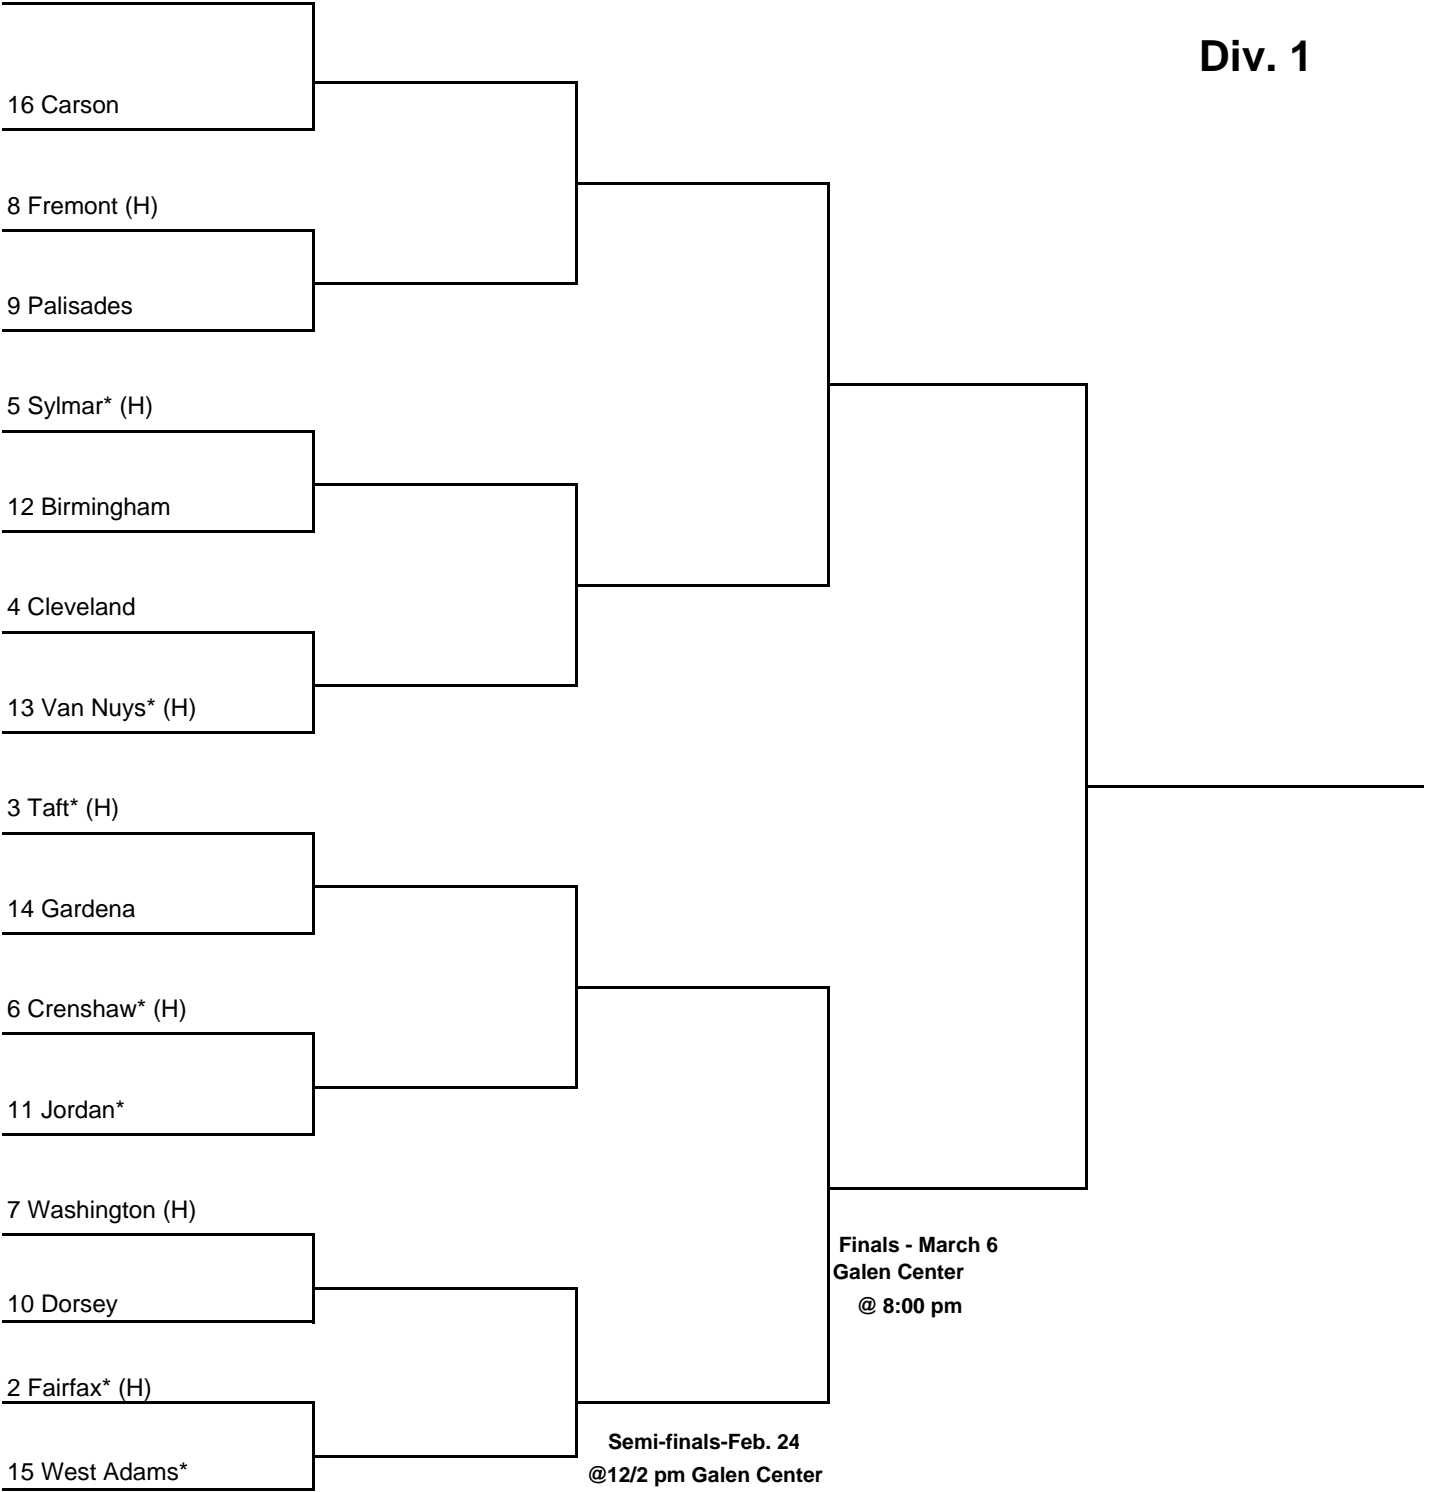 Div. 1
16 Carson
8 Fremont (H)
9 Palisades
5 Sylmar* (H)
12 Birmingham
4 Cleveland
13 Van Nuys* (H)
3 Taft* (H)
14 Gardena
6 Crenshaw* (H)
11 Jordan*
7 Washington (H)
10 Dorsey
2 Fairfax* (H)
15 West Adams*
Finals - March 6
Galen Center
@ 8:00 pm
Semi-finals-Feb. 24
@12/2 pm Galen Center